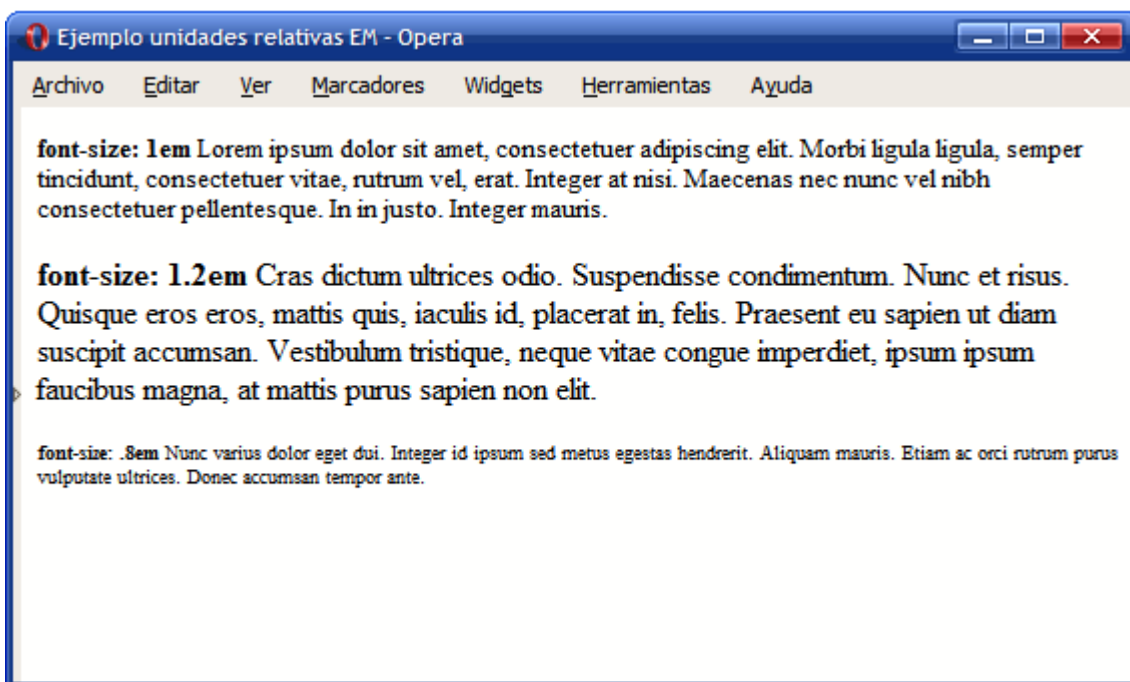 Ejemplo unidades relativas EM - Opera
Archivo Editar Ver Marcadores Widgets Herramientas Ayuda
font-size: 1em Lorem ipsum dolor sit amet, consectetuer adipiscing elit. Morbi ligula ligula, semper
tincidunt, consectetuer vitae, rutrum vel, erat. Integer at nisi. Maecenas nec nunc vel nibh
consectetuer pellentesque. In in justo. Integer mauris.
font-size: 1.2em Cras dictum ultrices odio. Suspendisse condimentum. Nunc et risus.
Quisque eros eros, mattis quis, iaculis id, placerat in, felis. Praesent eu sapien ut diam
suscipit accumsan. Vestibulum tristique, neque vitae congue imperdiet, ipsum ipsum
faucibus magna, at mattis purus sapien non elit.
font-size: .8em Nunc varius dolor eget dui. Integer id ipsum sed metus egestas hendrerit. Aliquam mauris. Etiam ac orci rutrum purus
vulputate ultrices. Donec accumsan tempor ante.